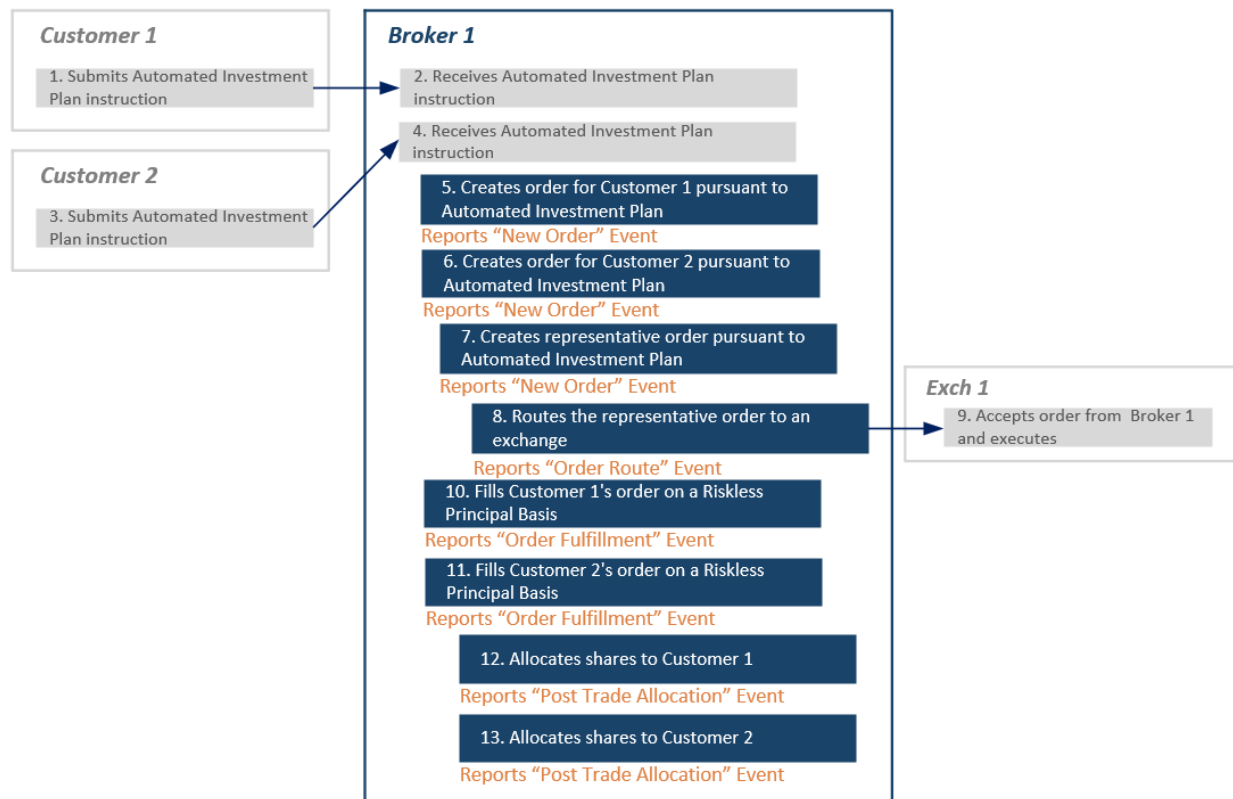 Customer 1
1. Submits Automated Investment
Plan instruction
Customer 2
3. Submits Automated Investment
Plan instruction
Broker 1
2. Receives Automated Investment Plan
instruction
4. Receives Automated Investment Plan
instruction
5. Creates order for Customer 1 pursuant to
Automated Investment Plan
Reports “New Order” Event
6. Creates order for Customer 2 pursuant to
Automated Investment Plan
Reports “New Order” Event
7. Creates representative order pursuant to
Automated Investment Plan
Reports “New Order” Event
8. Routes the representative order to an
exchange
Reports “Order Route” Event
Exch 1
9. Accepts order from  Broker 1
and executes
10. Fills Customer 1's order on a Riskless
Principal Basis
Reports “Order Fulfillment” Event
11. Fills Customer 2's order on a Riskless
Principal Basis
Reports “Order Fulfillment” Event
12. Allocates shares to Customer 1
Reports “Post Trade Allocation” Event
13. Allocates shares to Customer 2
Reports “Post Trade Allocation” Event